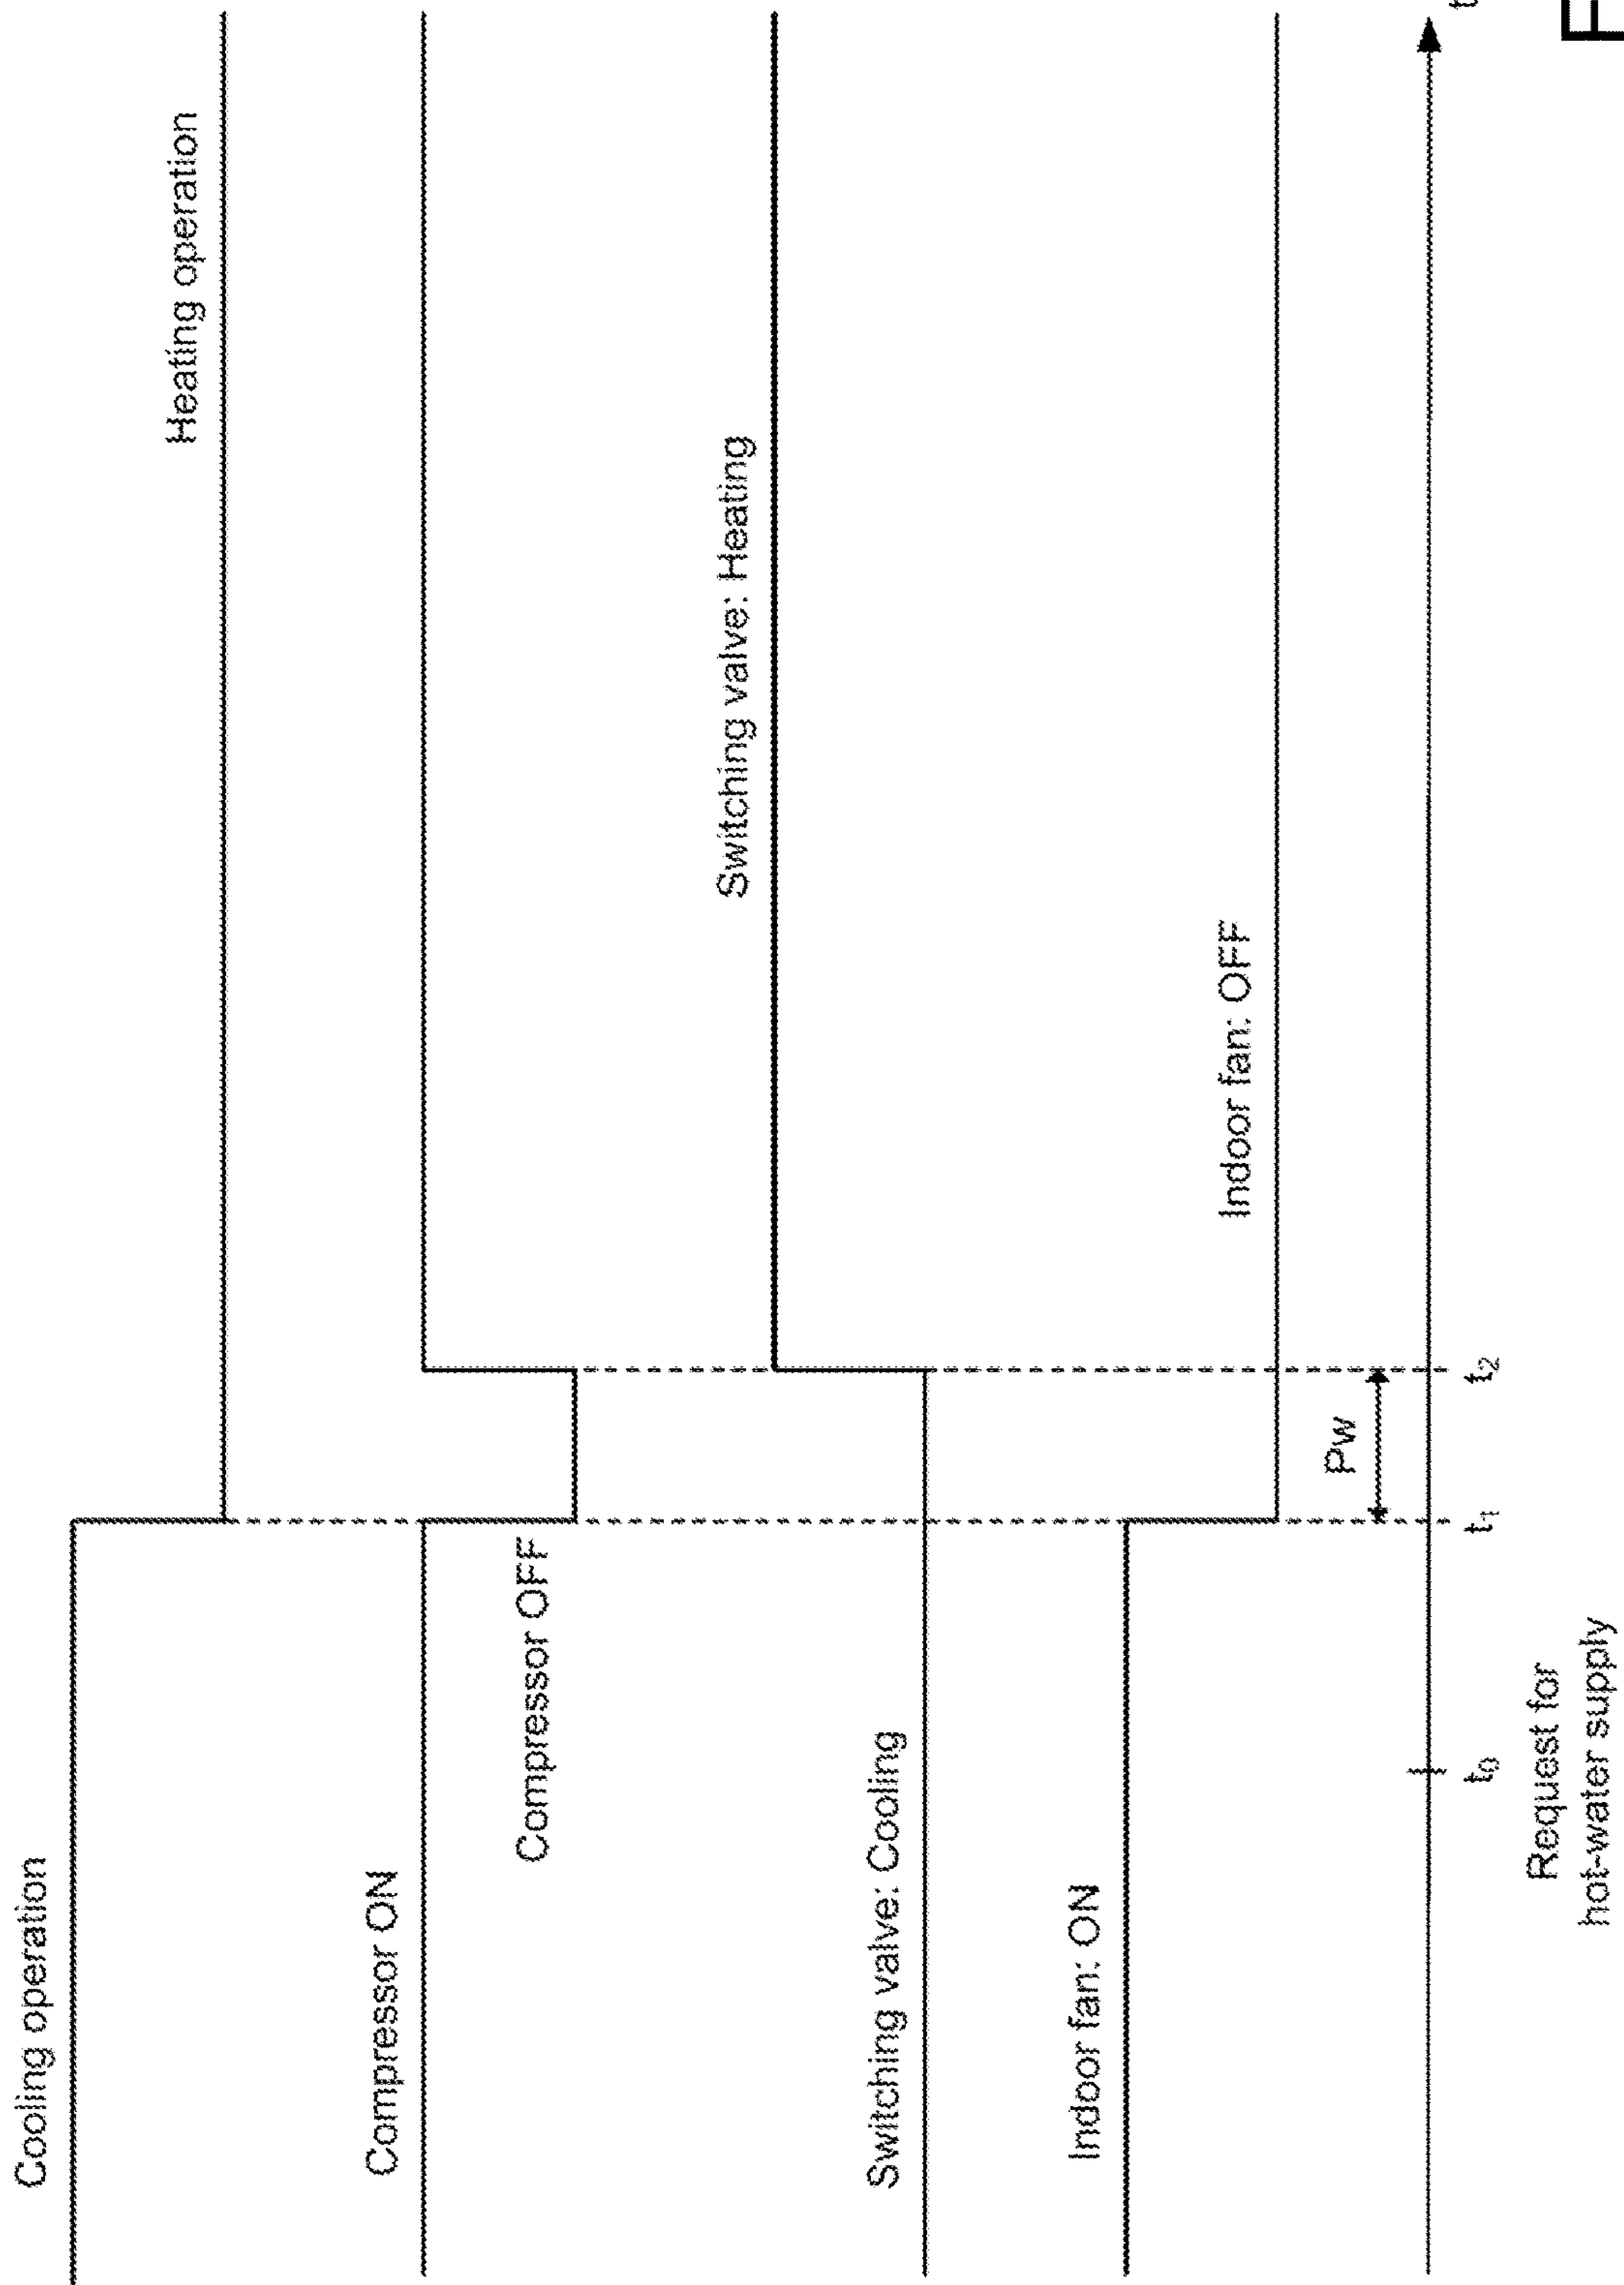 Cooling operation
Heating operation
Compressor ON
Compressor OFF
Switching valve: Heating
Switching valve: Cooling
Indoor fan: ON
Indoor fan: OFF
Pw
t₀
t₁
t₂
t
Request for
hot-water supply